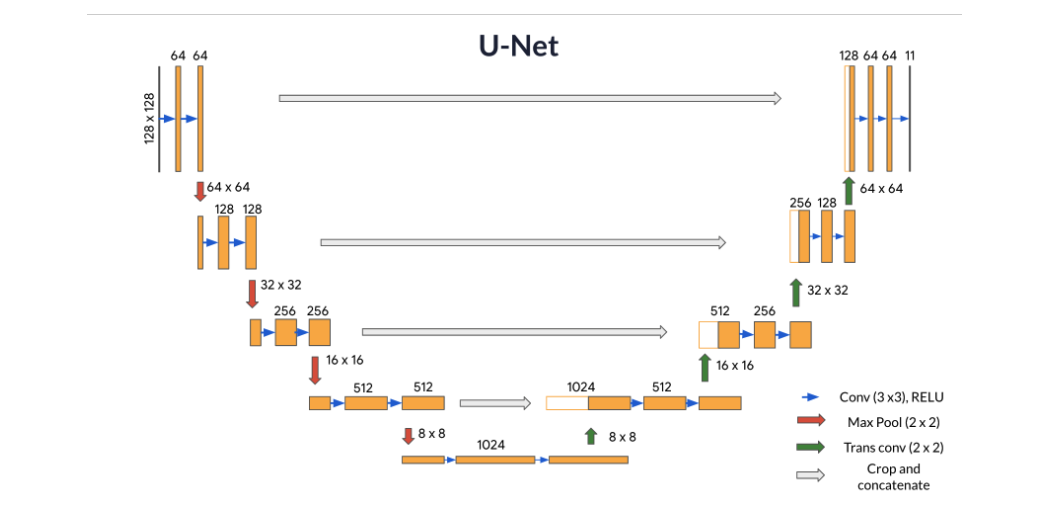 U-Net
64 64
128 x 128
128 64 64 11
64 x 64
64 x 64
128 128
256 128
32 x 32
32 x 32
256 256
512 256
16 x 16
16 x 16
512 512
1024 512
8 x 8
8 x 8
1024
Conv (3 x3), RELU
Max Pool (2 x 2)
Trans conv (2 x 2)
Crop and
concatenate